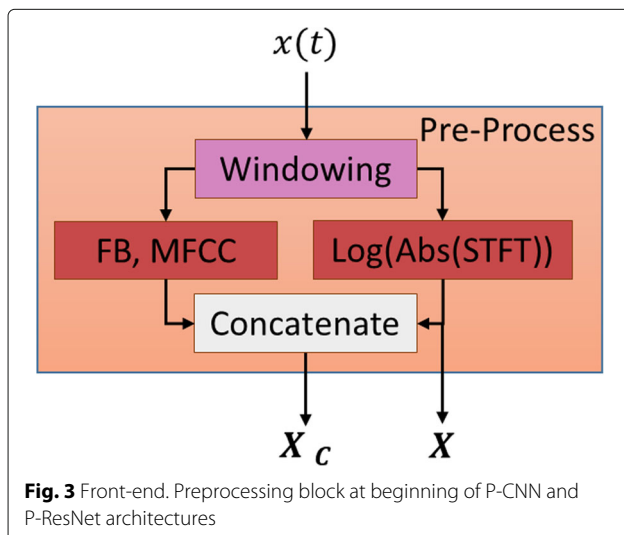 x(t)
Pre-Process
Windowing
FB, MFCC
Log(Abs(STFT))
Concatenate
X C
X
Fig. 3 Front-end. Preprocessing block at beginning of P-CNN and
P-ResNet architectures